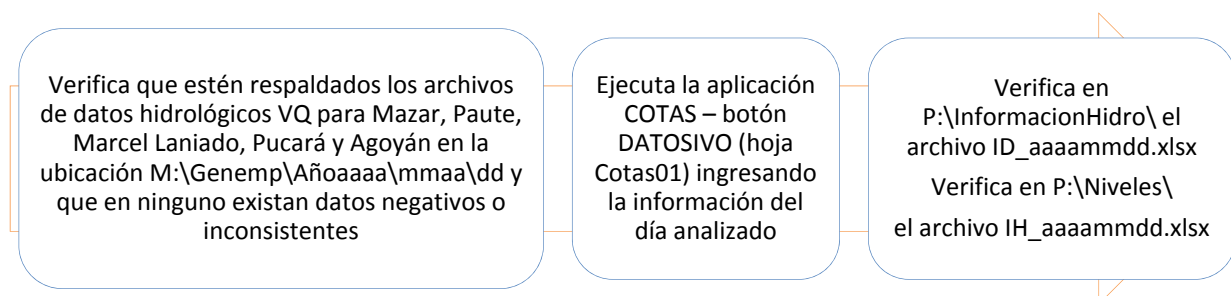 Verifica que estén respaldados los archivos
de datos hidrológicos VQ para Mazar, Paute,
Marcel Laniado, Pucará y Agoyán en la
ubicación M:\Genemp\Añoaaaa\mmaa\dd y
que en ninguno existan datos negativos o
inconsistentes
Ejecuta la aplicación
COTAS – botón
DATOSIVO (hoja
Cotas01) ingresando
la información del
día analizado
Verifica en
P:\InformacionHidro\ el
archivo ID_aaaammdd.xlsx
Verifica en P:\Niveles\
el archivo IH_aaaammdd.xlsx